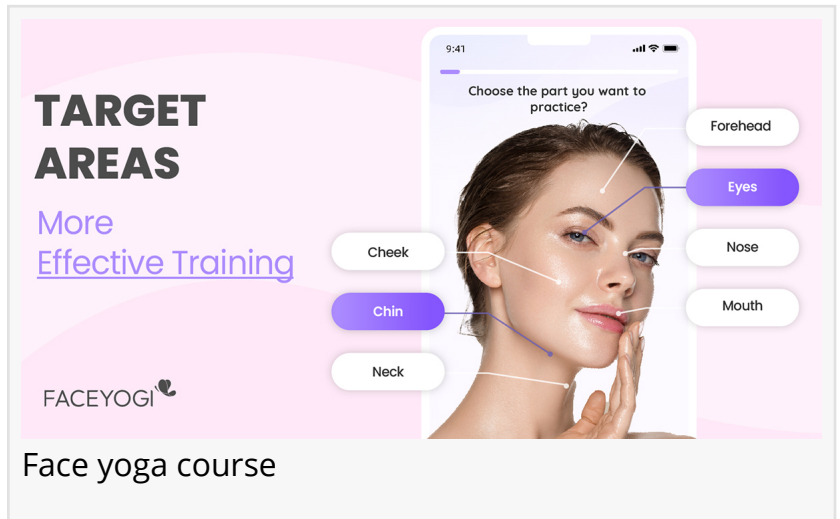 TARGET
AREAS
More
Effective Training
FACEYOGI
9:41
Choose the part you want to
practice?
Forehead
Eyes
Nose
Mouth
Cheek
Chin
Neck
Face yoga course